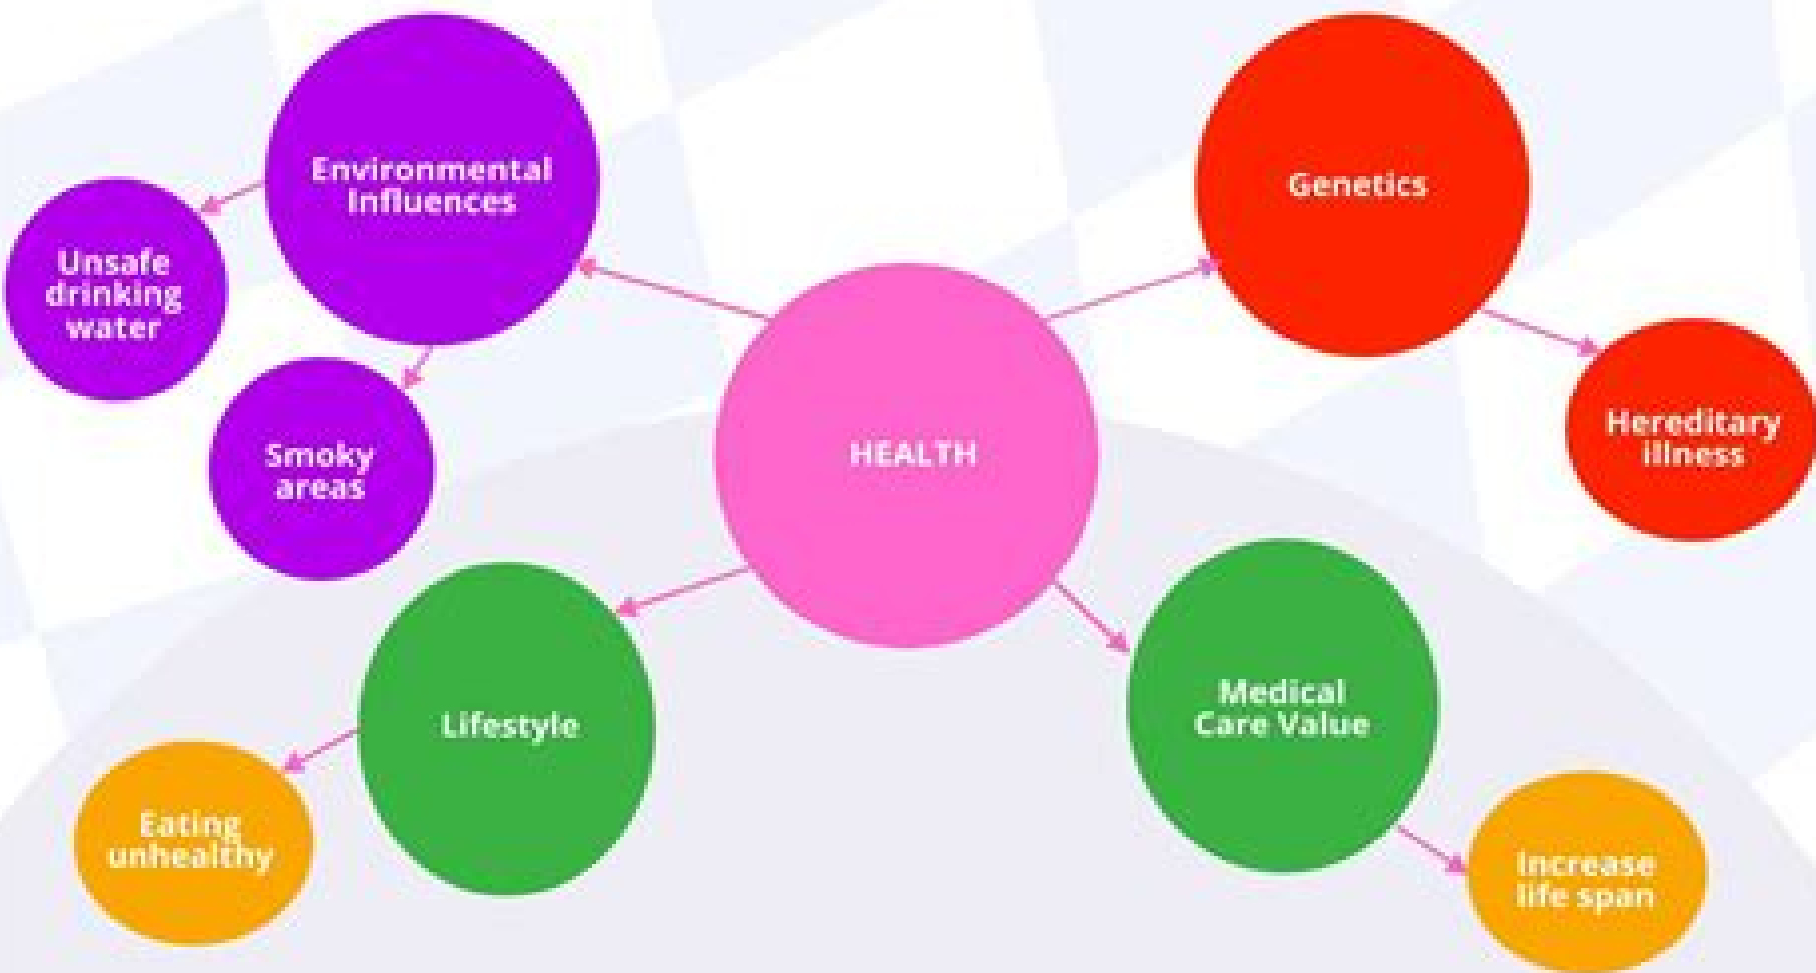 Environmental
Influences
Genetics
Unsafe
drinking
water
Smoky
areas
HEALTH
Hereditary
illness
Lifestyle
Medical
Care Value
Eating
unhealthy
Increase
life span